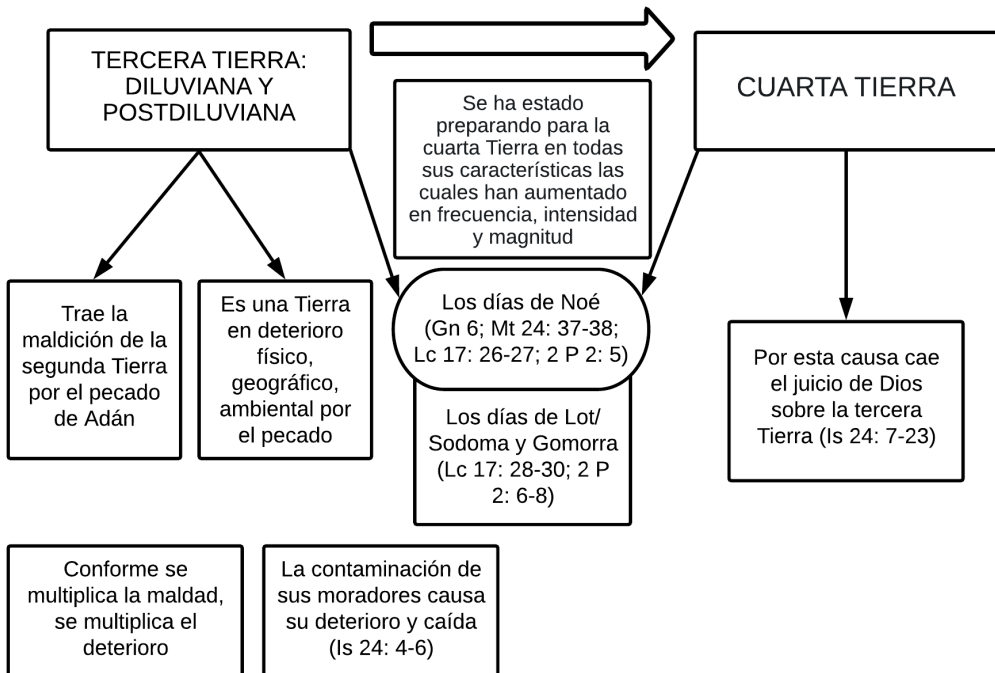 TERCERA TIERRA:
DILUVIANA Y
POSTDILUVIANA
Se ha estado
preparando para la
cuarta Tierra en todas
sus características las
cuales han aumentado
en frecuencia, intensidad
y magnitud
CUARTA TIERRA
Trae la
maldición de la
segunda Tierra
por el pecado
de Adán
Es una Tierra
en deterioro
físico,
geográfico,
ambiental por
el pecado
Los días de Noé
(Gn 6; Mt 24: 37-38;
Lc 17: 26-27; 2 P 2: 5)
Los días de Lot/
Sodoma y Gomorra
(Lc 17: 28-30; 2 P
2: 6-8)
Por esta causa cae
el juicio de Dios
sobre la tercera
Tierra (Is 24: 7-23)
Conforme se
multiplica la maldad,
se multiplica el
deterioro
La contaminación de
sus moradores causa
su deterioro y caída
(Is 24: 4-6)